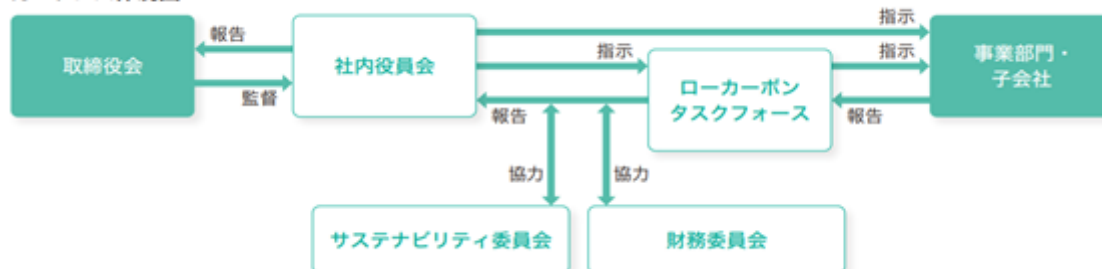 報告
指示
取締役会
社内役員会
指示
指示
事業部門・
子会社
監督
ローカーボン
タスクフォース
報告
報告
協力
協力
サステナビリティ委員会
財務委員会